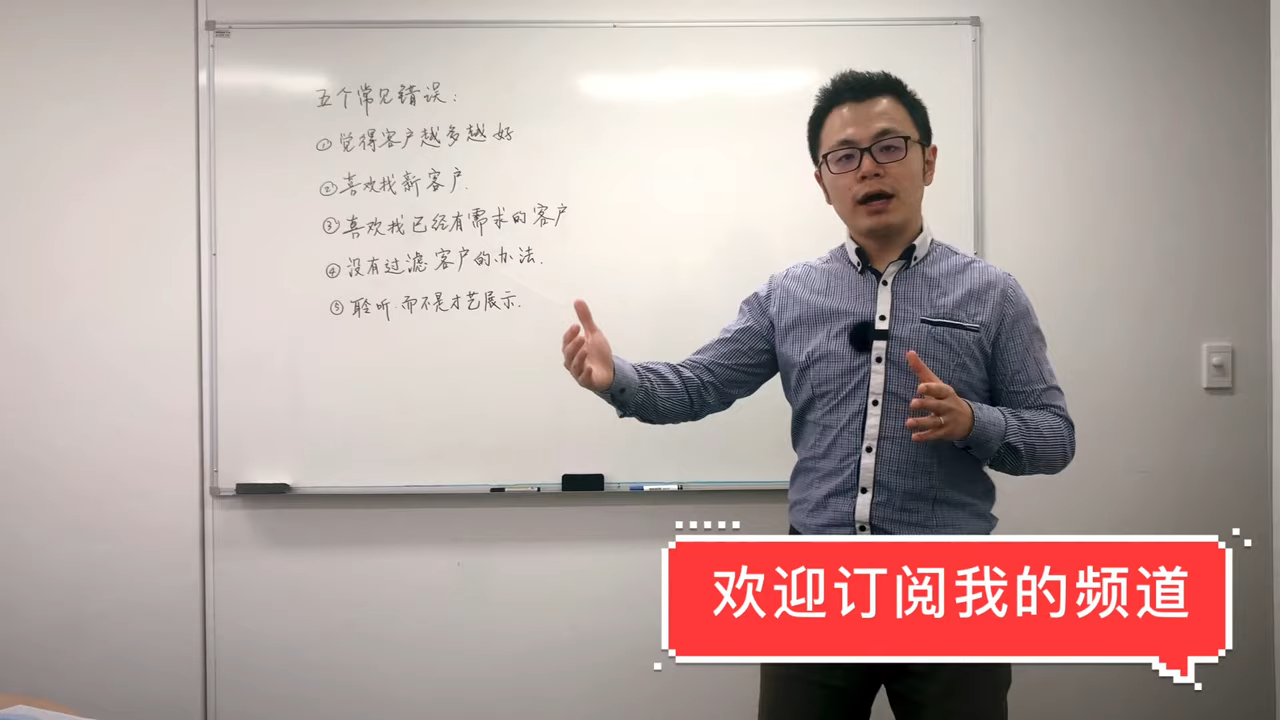 五个常见错误:
①觉得客户越多越好
②喜欢找新客户.
③喜欢找已经有需求的客户
④没有过滤客户的办法.
⑤聆听.而不是才艺展示.
欢迎订阅我的频道